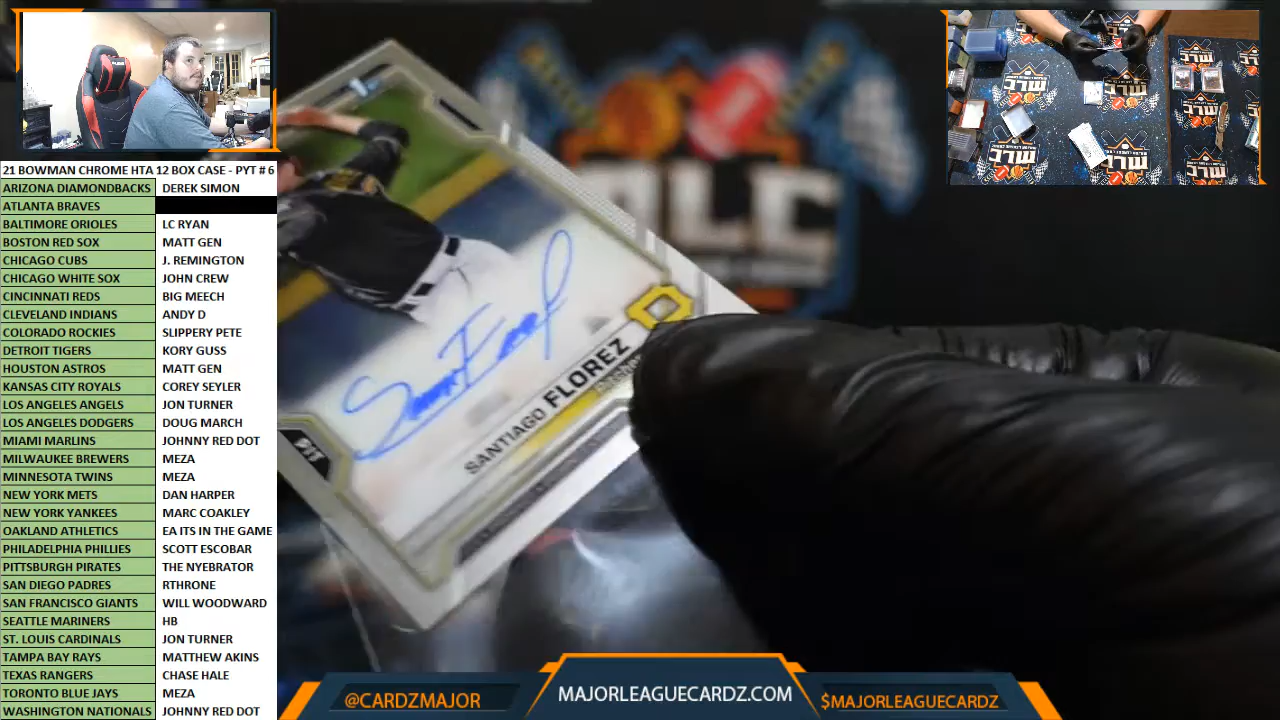 21 BOWMAN CHROME HTA 12 BOX CASE - PYT # 6
ARIZONA DIAMONDBACKS DEREK SIMON
ATLANTA BRAVES
BALTIMORE ORIOLES LC RYAN
BOSTON RED SOX MATT GEN
CHICAGO CUBS J. REMINGTON
CHICAGO WHITE SOX JOHN CREW
CINCINNATI REDS BIG MEECH
CLEVELAND INDIANS ANDY D
COLORADO ROCKIES SLIPPERY PETE
DETROIT TIGERS KORY GUSS
HOUSTON ASTROS MATT GEN
KANSAS CITY ROYALS COREY SEYLER
LOS ANGELES ANGELS JON TURNER
LOS ANGELES DODGERS DOUG MARCH
MIAMI MARLINS JOHNNY RED DOT
MILWAUKEE BREWERS MEZA
MINNESOTA TWINS MEZA
NEW YORK METS DAN HARPER
NEW YORK YANKEES MARC COAKLEY
OAKLAND ATHLETICS EA ITS IN THE GAME
PHILADELPHIA PHILLIES SCOTT ESCOBAR
PITTSBURGH PIRATES THE NYEBRATOR
SAN DIEGO PADRES RTHRONE
SAN FRANCISCO GIANTS WILL WOODWARD
SEATTLE MARINERS HB
ST. LOUIS CARDINALS JON TURNER
TAMPA BAY RAYS MATTHEW AKINS
TEXAS RANGERS CHASE HALE
TORONTO BLUE JAYS MEZA
WASHINGTON NATIONALS JOHNNY RED DOT
MLC
SANTIAGO FLOREZ
PIT
P
@CARDZMAJOR
MAJORLEAGUECARDZ.COM
$MAJORLEAGUECARDZ